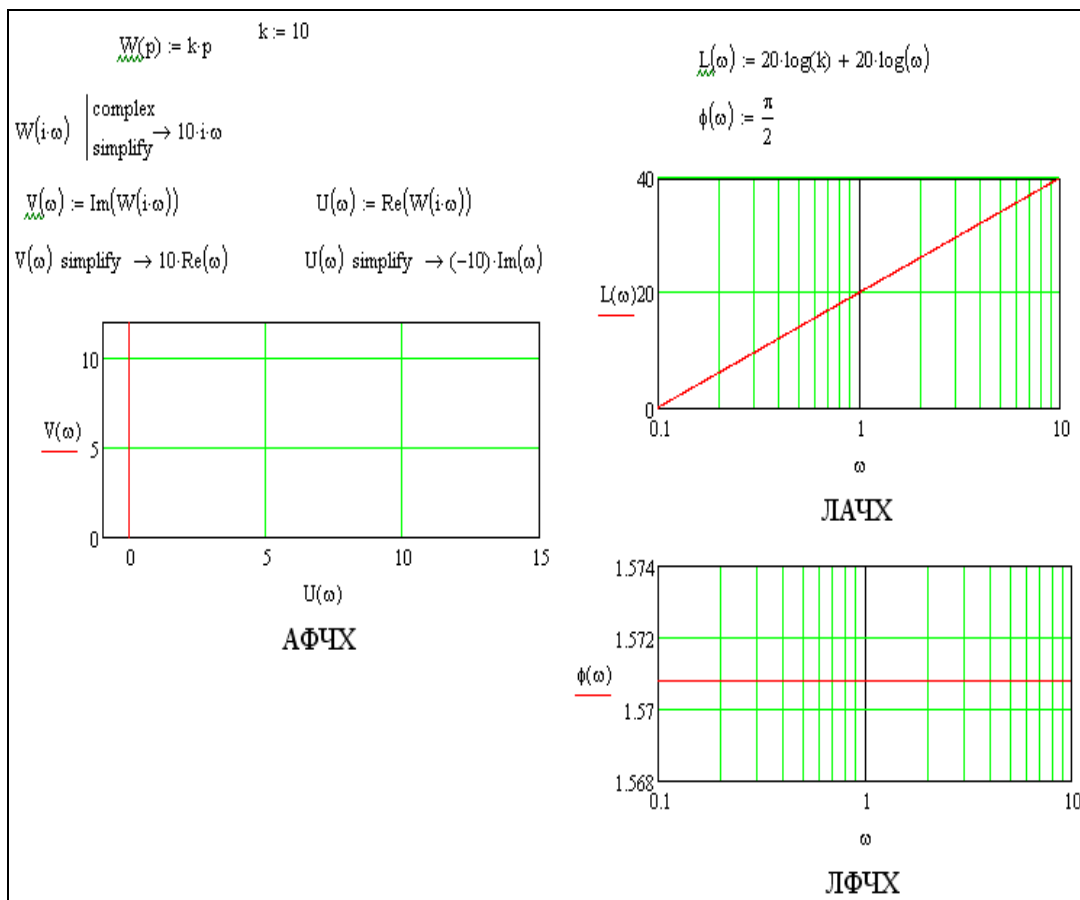 W(p) := k·p
k := 10
W(i·ω) | complex
simplify → 10·i·ω
V(ω) := Im(W(i·ω))
U(ω) := Re(W(i·ω))
V(ω) simplify → 10·Re(ω)
U(ω) simplify → (−10)·Im(ω)
10
V(ω)
5
0
0 5 10 15
U(ω)
АФЧХ
L(ω) := 20·log(k) + 20·log(ω)
ϕ(ω) := π/2
40
L(ω) 20
0
0.1 1 10
ω
ЛАЧХ
1.574
1.572
ϕ(ω)
1.57
1.568
0.1 1 10
ω
ЛФЧХ